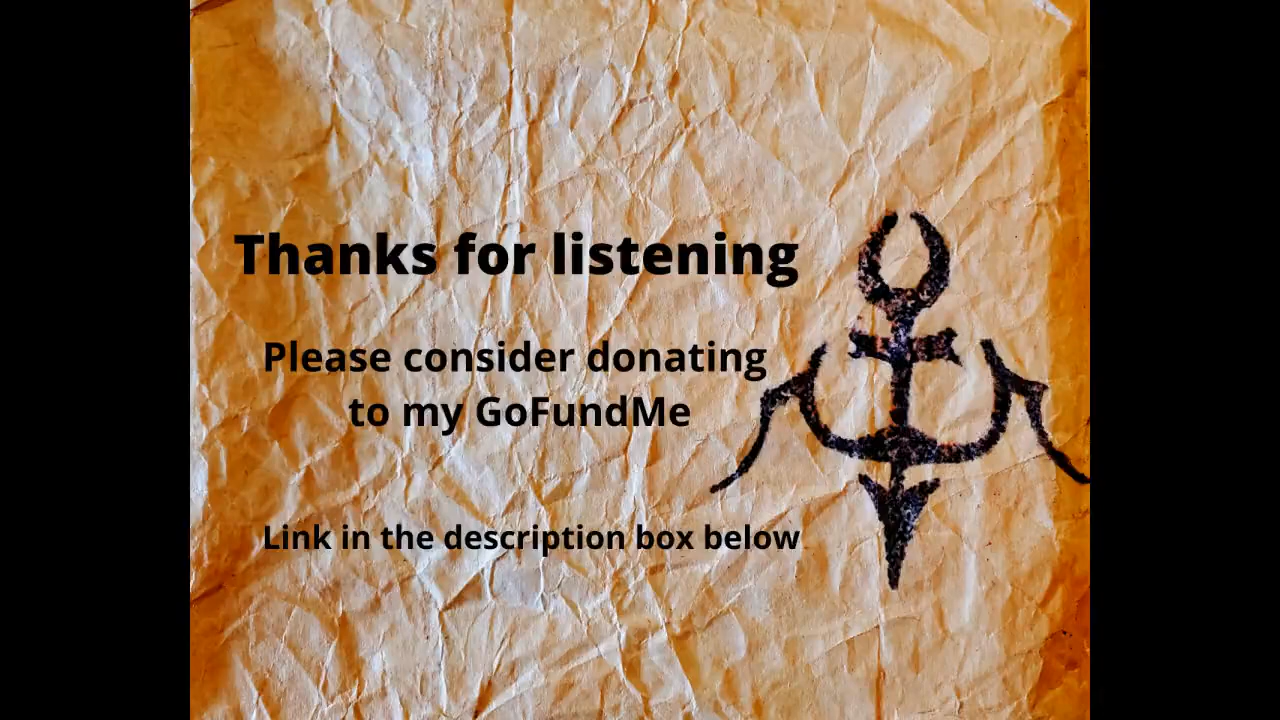 Thanks for listening
Please consider donating
to my GoFundMe
Link in the description box below